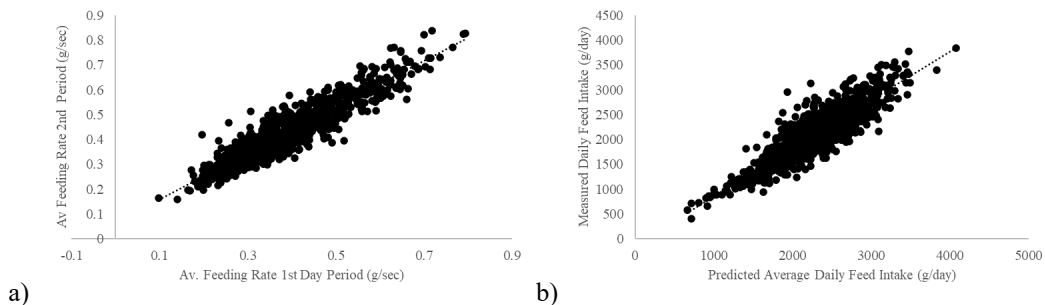 0.9
0.8
0.7
0.6
0.5
0.4
0.3
0.2
0.1
0
-0.1 0.1 0.3 0.5 0.7 0.9
Av Feeding Rate 2nd Period (g/sec)
Av. Feeding Rate 1st Day Period (g/sec)
a)
4500
4000
3500
3000
2500
2000
1500
1000
500
0
0 1000 2000 3000 4000 5000
Measured Daily Feed Intake (g/day)
Predicted Average Daily Feed Intake (g/day)
b)